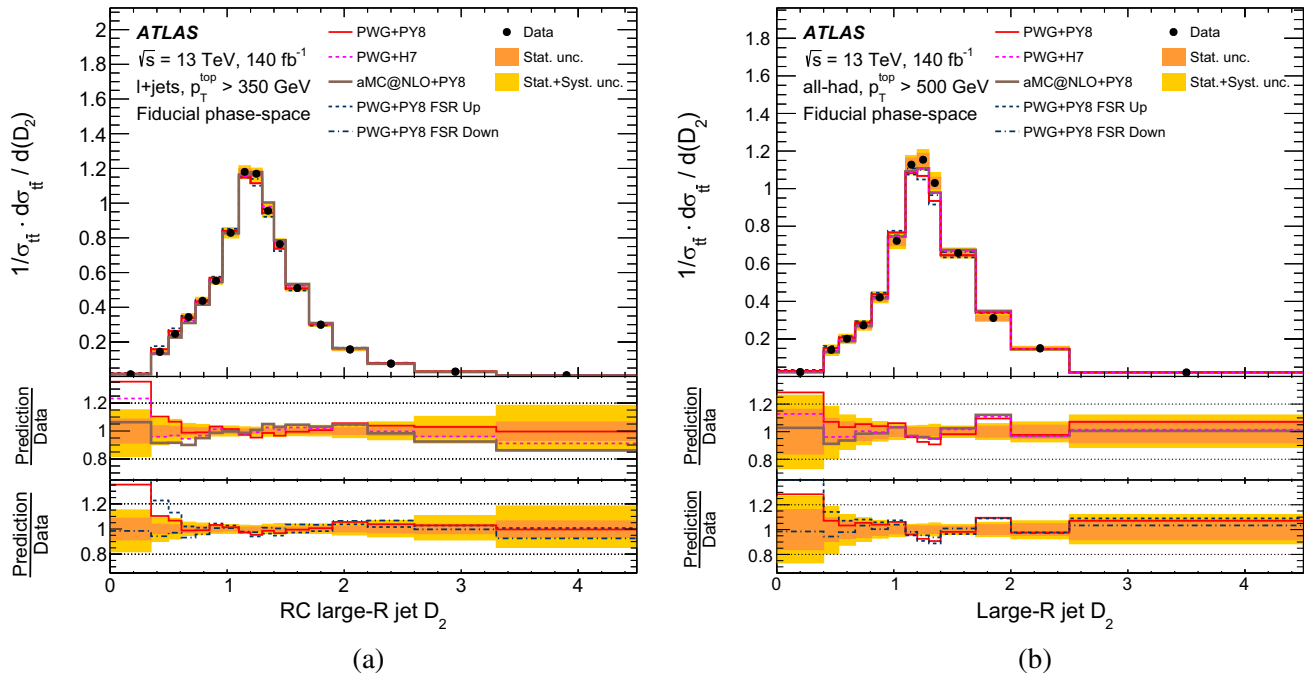 ATLAS
√s = 13 TeV, 140 fb⁻¹
l+jets, p_T^top > 350 GeV
Fiducial phase-space
PWG+PY8
PWG+H7
aMC@NLO+PY8
PWG+PY8 FSR Up
PWG+PY8 FSR Down
Data
Stat. unc.
Stat.+Syst. unc.
1/σ_tt̄ · dσ_tt̄ / d(D₂)
2
1.8
1.6
1.4
1.2
1
0.8
0.6
0.4
0.2
Prediction
Data
1.2
1
0.8
Prediction
Data
1.2
1
0.8
0 1 2 3 4
RC large-R jet D₂
(a)
ATLAS
√s = 13 TeV, 140 fb⁻¹
all-had, p_T^top > 500 GeV
Fiducial phase-space
PWG+PY8
PWG+H7
aMC@NLO+PY8
PWG+PY8 FSR Up
PWG+PY8 FSR Down
Data
Stat. unc.
Stat.+Syst. unc.
1/σ_tt̄ · dσ_tt̄ / d(D₂)
1.8
1.6
1.4
1.2
1
0.8
0.6
0.4
0.2
Prediction
Data
1.2
1
0.8
Prediction
Data
1.2
1
0.8
0 1 2 3 4
Large-R jet D₂
(b)